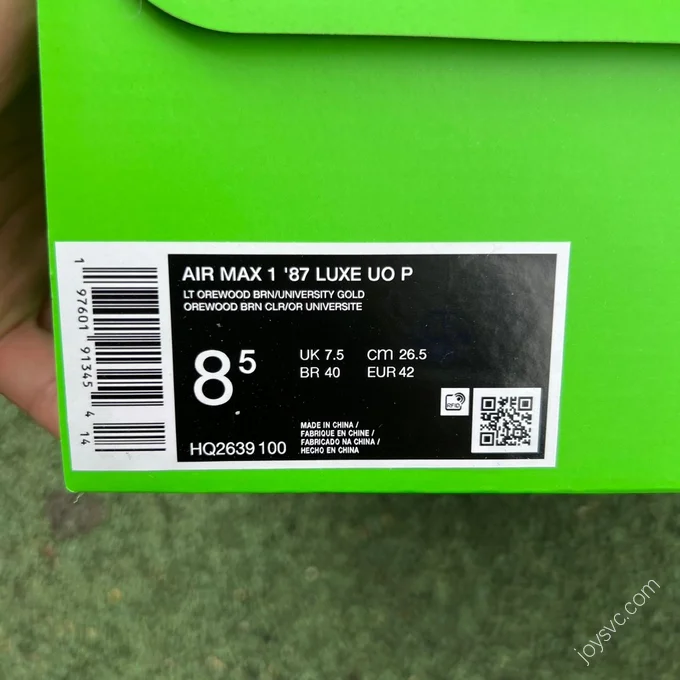 AIR MAX 1 '87 LUXE UO P
LT OREWOOD BRN/UNIVERSITY GOLD
OREWOOD BRN CLR/OR UNIVERSITE
8 5
UK 7.5 cm 26.5
BR 40 EUR 42
RFID
MADE IN CHINA /
FABRIQUE EN CHINE /
FABRICADO NA CHINA /
HECHO EN CHINA
HQ2639 100
1 97601 91345 4 14
joysvc.com